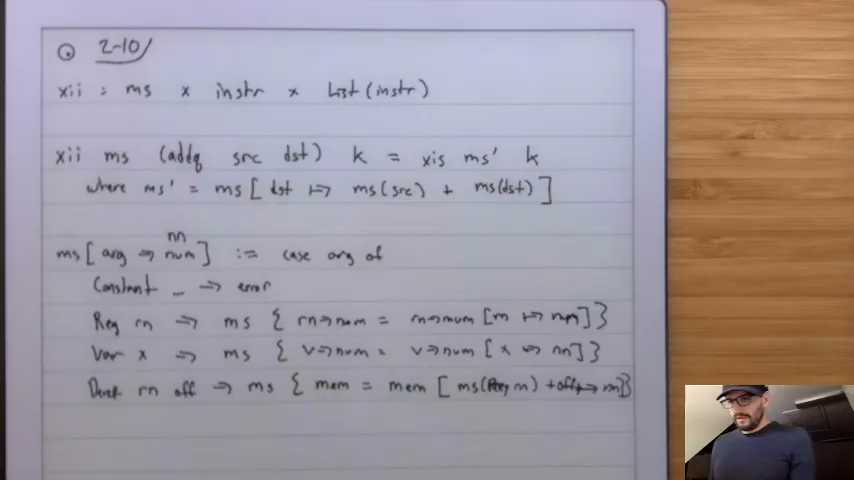 ⊙ 2-10/
xii : ms × instr × List(instr)
xii ms (addq src dst) k = xis ms' k
where ms' = ms[dst ↦ ms(src) + ms(dst)]
nn
ms[arg → num] := case arg of
Constant _ → error
Reg rn → ms { rn→num = rn→num [rn ↦ nn]}
Var x → ms { v→num = v→num [x ↦ nn]}
Deref rn off → ms { mem = mem [ms(Reg rn) + off ↦ nn]}